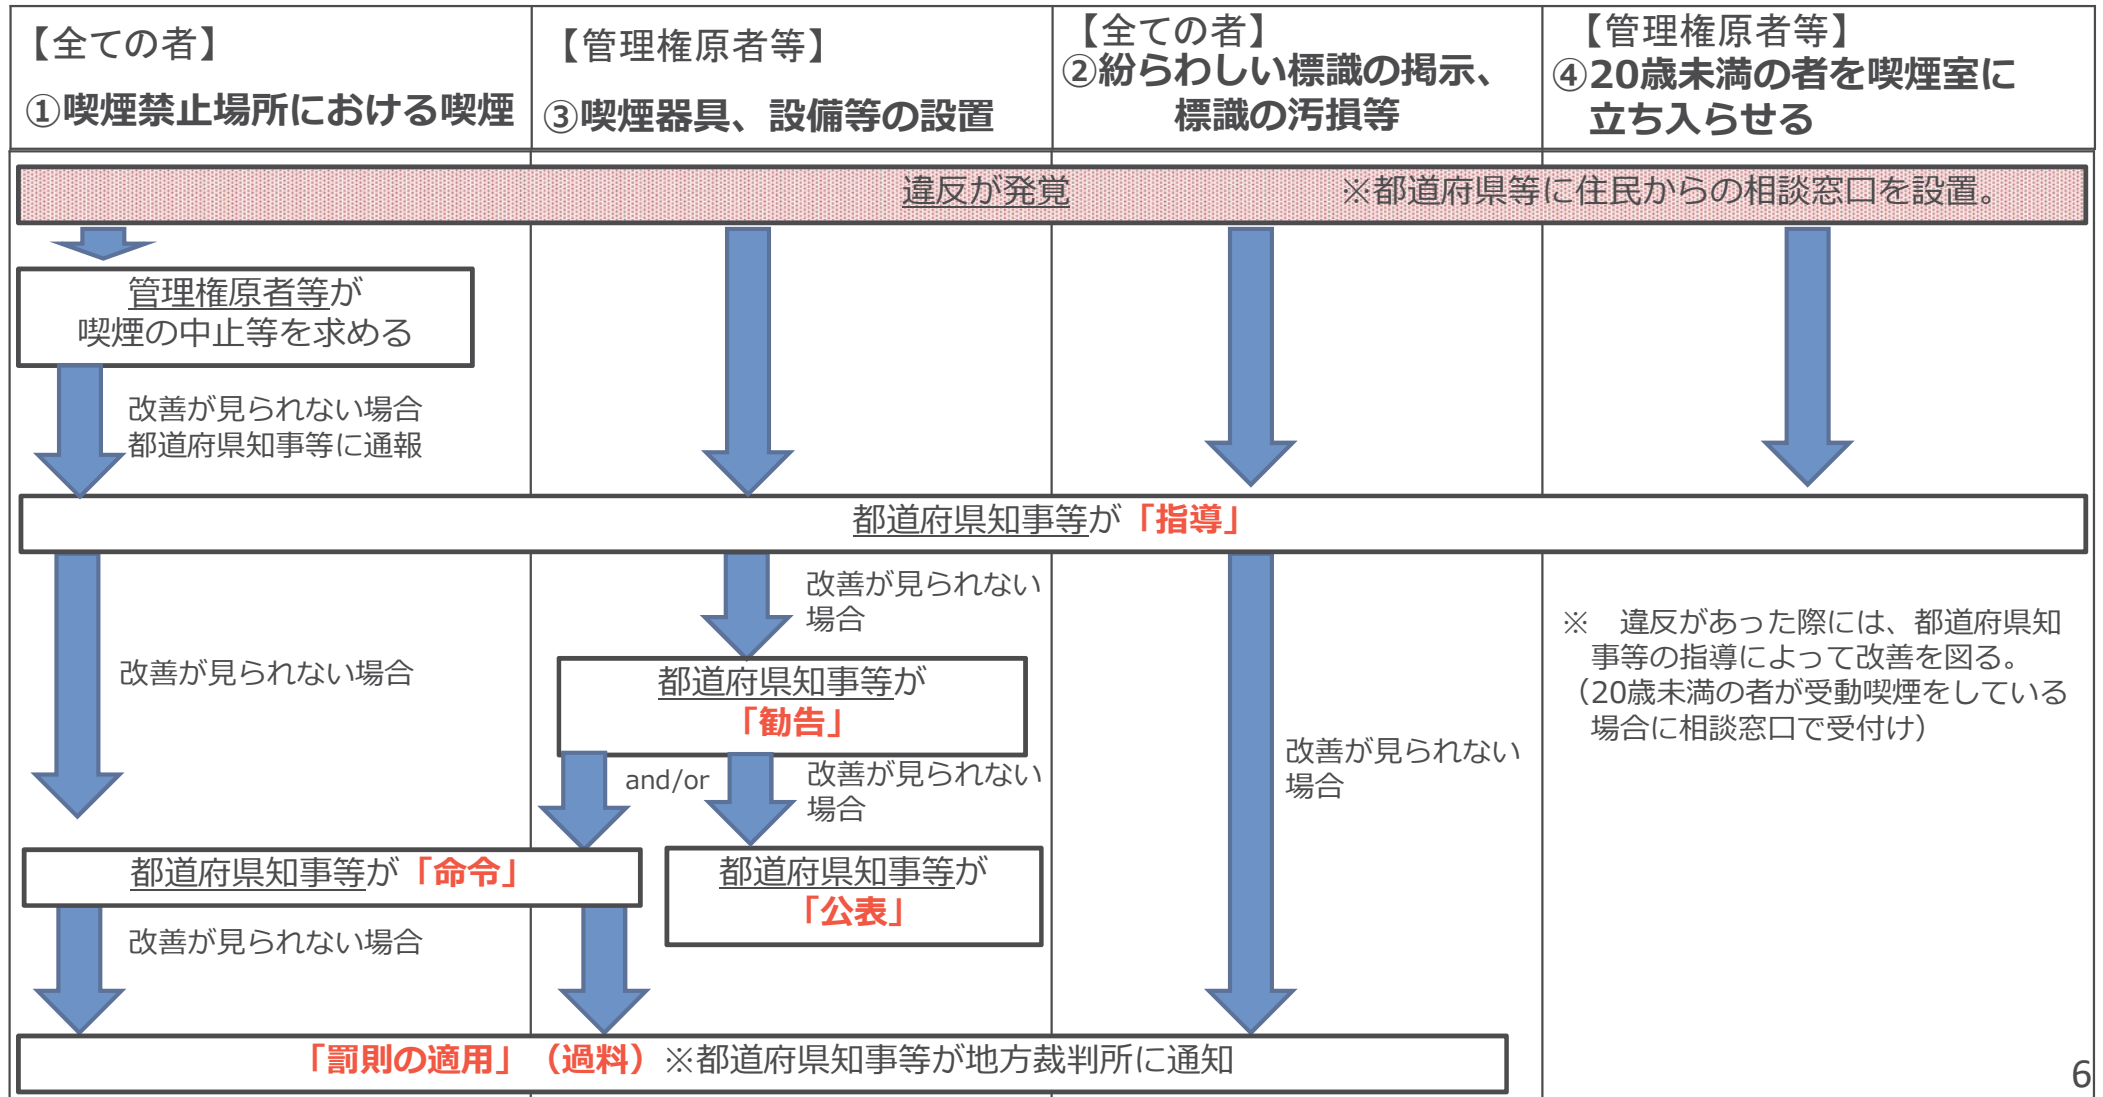 【全ての者】
①喫煙禁止場所における喫煙
【管理権原者等】
③喫煙器具、設備等の設置
【全ての者】
②紛らわしい標識の掲示、
標識の汚損等
【管理権原者等】
④20歳未満の者を喫煙室に
立ち入らせる
違反が発覚 ※都道府県等に住民からの相談窓口を設置。
管理権原者等が
喫煙の中止等を求める
改善が見られない場合
都道府県知事等に通報
都道府県知事等が「指導」
改善が見られない場合
改善が見られない
場合
都道府県知事等が
「勧告」
and/or
改善が見られない
場合
都道府県知事等が「命令」
都道府県知事等が
「公表」
改善が見られない場合
改善が見られない
場合
※ 違反があった際には、都道府県知
事等の指導によって改善を図る。
（20歳未満の者が受動喫煙をしている
場合に相談窓口で受付け）
「罰則の適用」（過料）※都道府県知事等が地方裁判所に通知
6